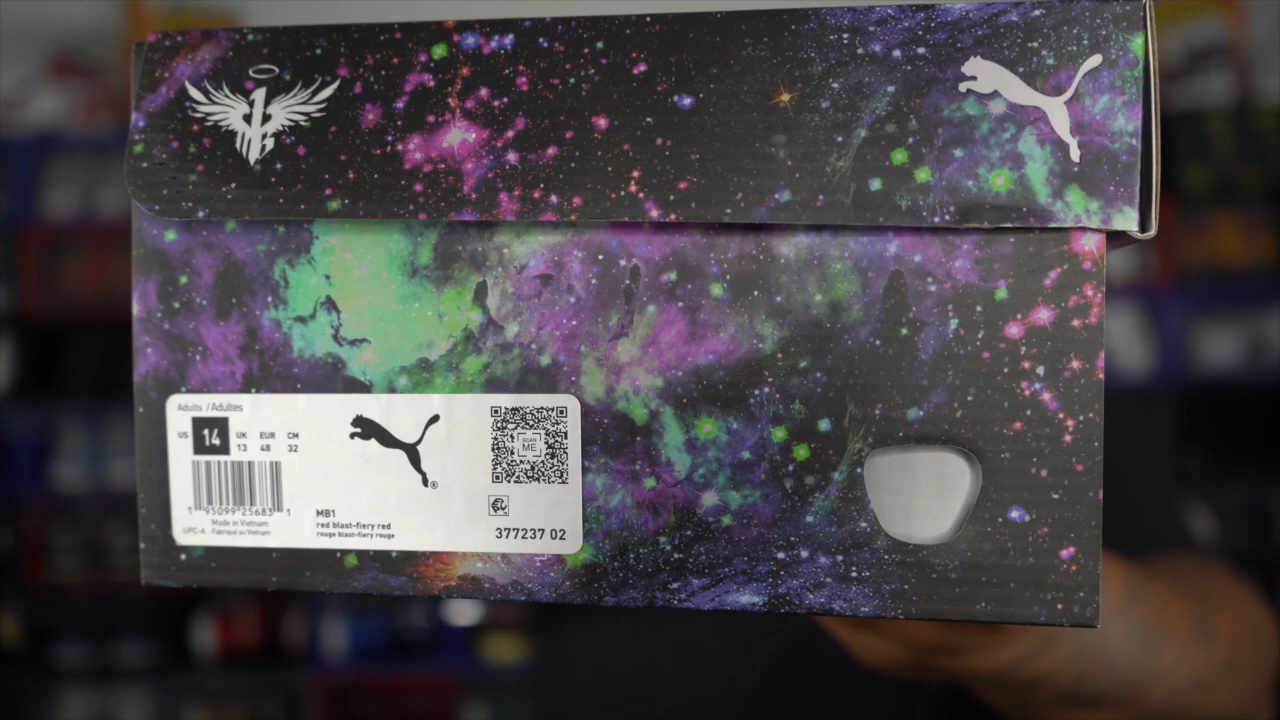 Adults / Adultes
US 14 UK 13 EUR 48 CM 32
SCAN ME
1 95099 25683 1
UPC-A
Made in Vietnam
Fabriqué au Vietnam
MB1
red blast-fiery red
rouge blast-fiery rouge
®
377237 02